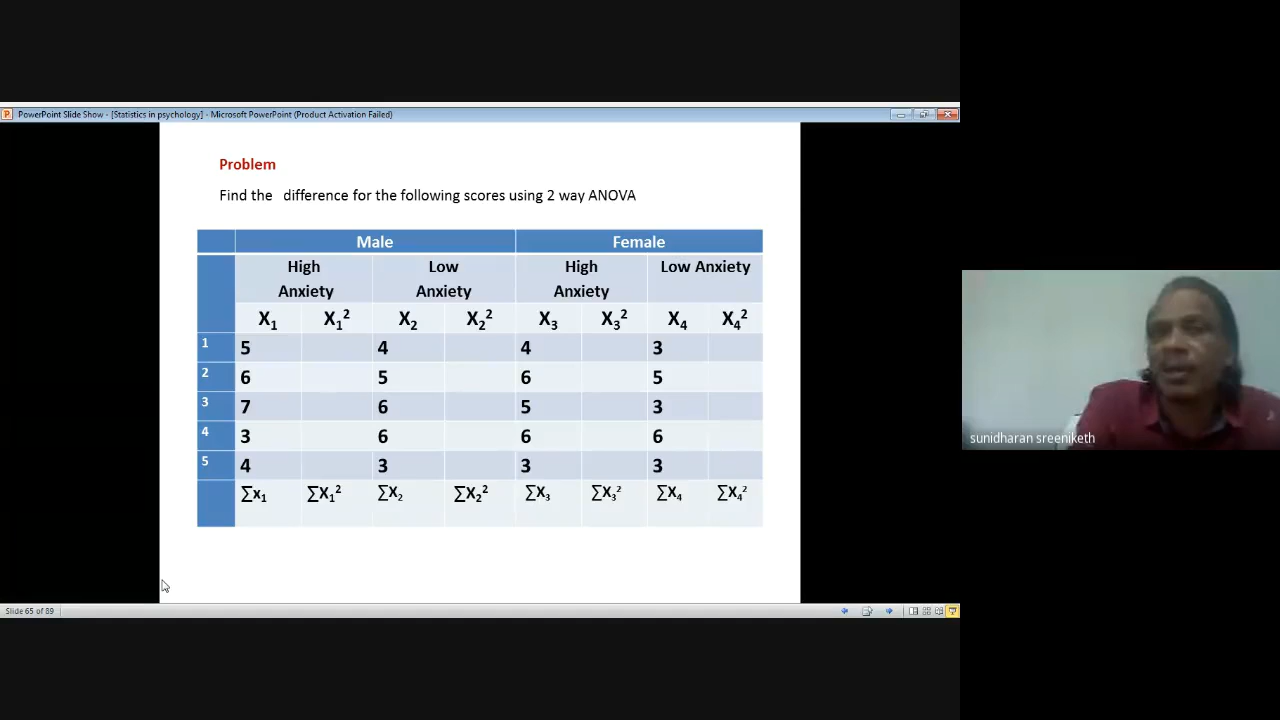 PowerPoint Slide Show - [Statistics in psychology] - Microsoft PowerPoint (Product Activation Failed)
Problem
Find the difference for the following scores using 2 way ANOVA
Male Female
High Anxiety Low Anxiety High Anxiety Low Anxiety
X₁ X₁² X₂ X₂² X₃ X₃² X₄ X₄²
1 5 4 4 3
2 6 5 6 5
3 7 6 5 3
4 3 6 6 6
5 4 3 3 3
∑x₁ ∑X₁² ∑X₂ ∑X₂² ∑X₃ ∑X₃² ∑X₄ ∑X₄²
sunidharan sreeniketh
Slide 65 of 89